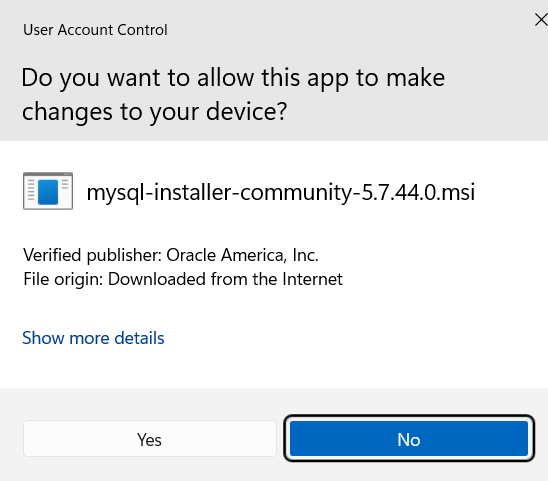 User Account Control
Do you want to allow this app to make
changes to your device?
mysql-installer-community-5.7.44.0.msi
Verified publisher: Oracle America, Inc.
File origin: Downloaded from the Internet
Show more details
Yes
No